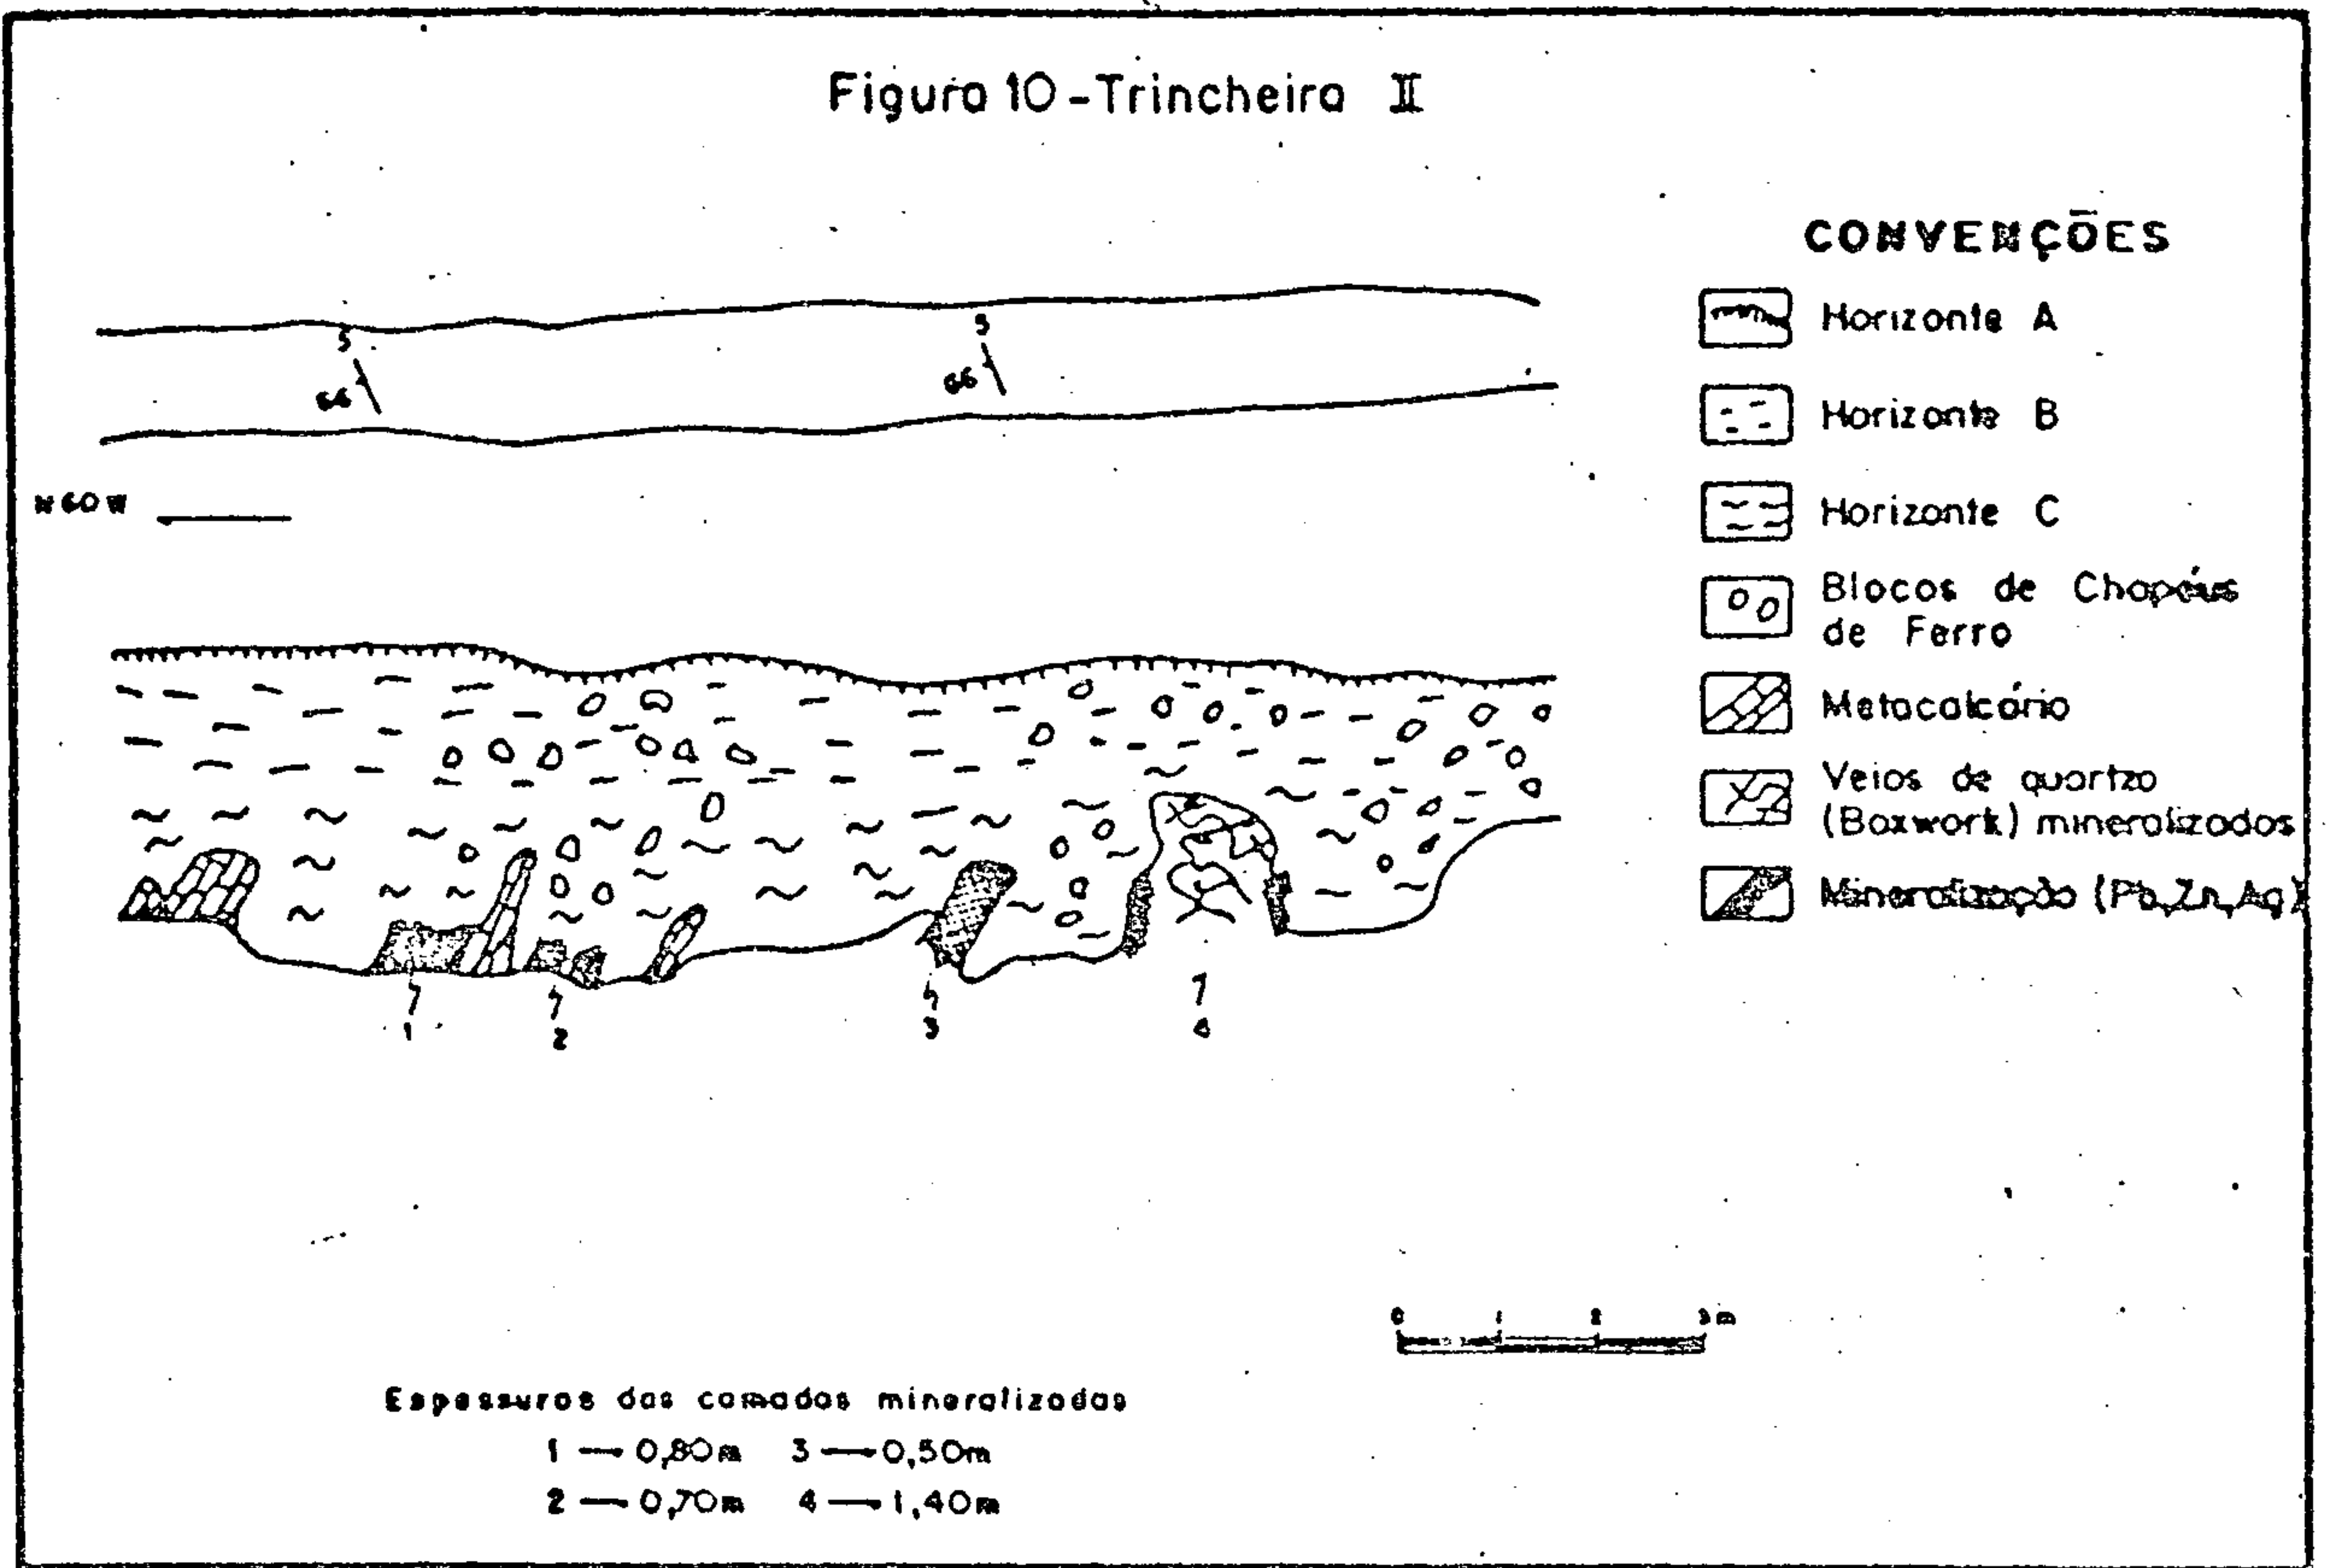 Figura 10 - Trincheira II
CONVENÇÕES
Horizonte A
Horizonte B
Horizonte C
Blocos de Chapéus
de Ferro
Metacalcário
Veios de quartzo
(Boxwork) mineralizados
Mineralização (Pb,Zn,Ag)
5
66
5
66
N60W
1
2
3
4
0 1 2 3m
Espessuras das camadas mineralizadas
1 → 0,80m 3 → 0,50m
2 → 0,70m 4 → 1,40m